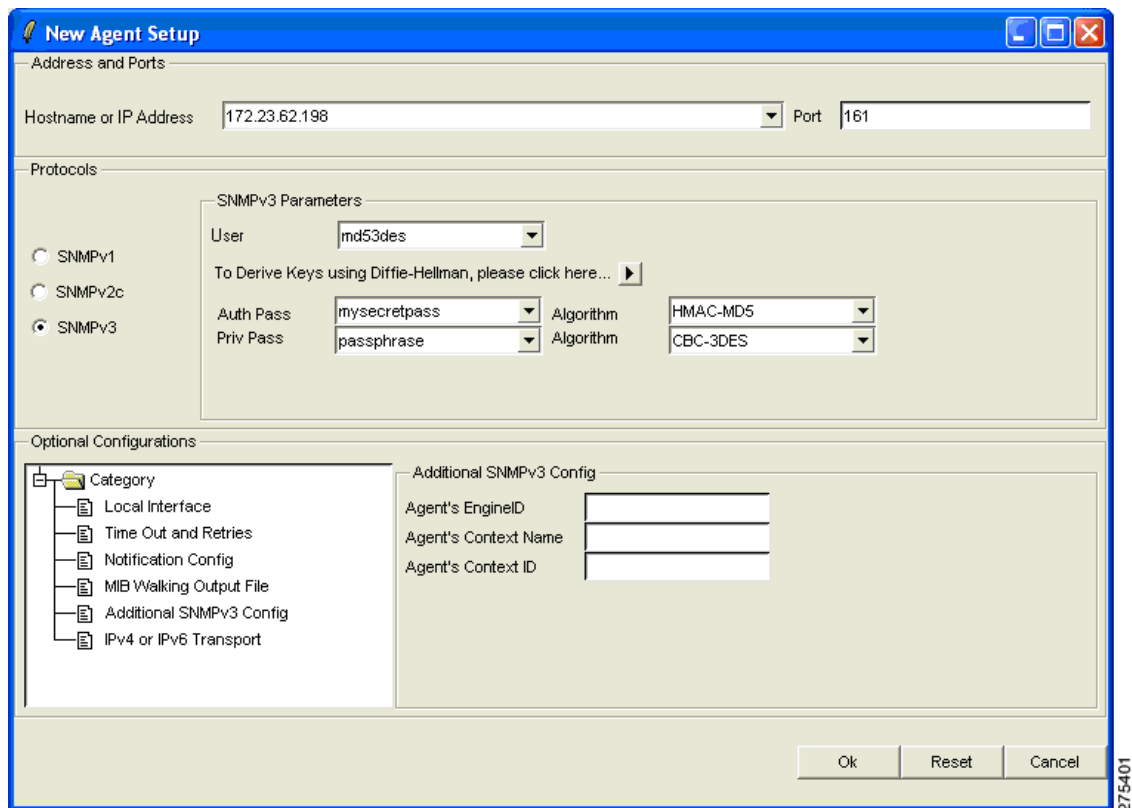 New Agent Setup
Address and Ports
Hostname or IP Address 172.23.62.198 Port 161
Protocols
SNMPv3 Parameters
User md53des
SNMPv1
To Derive Keys using Diffie-Hellman, please click here...
SNMPv2c
Auth Pass mysecretpass Algorithm HMAC-MD5
SNMPv3
Priv Pass passphrase Algorithm CBC-3DES
Optional Configurations
Category
Local Interface
Time Out and Retries
Notification Config
MIB Walking Output File
Additional SNMPv3 Config
IPv4 or IPv6 Transport
Additional SNMPv3 Config
Agent's EngineID
Agent's Context Name
Agent's Context ID
Ok Reset Cancel
275401